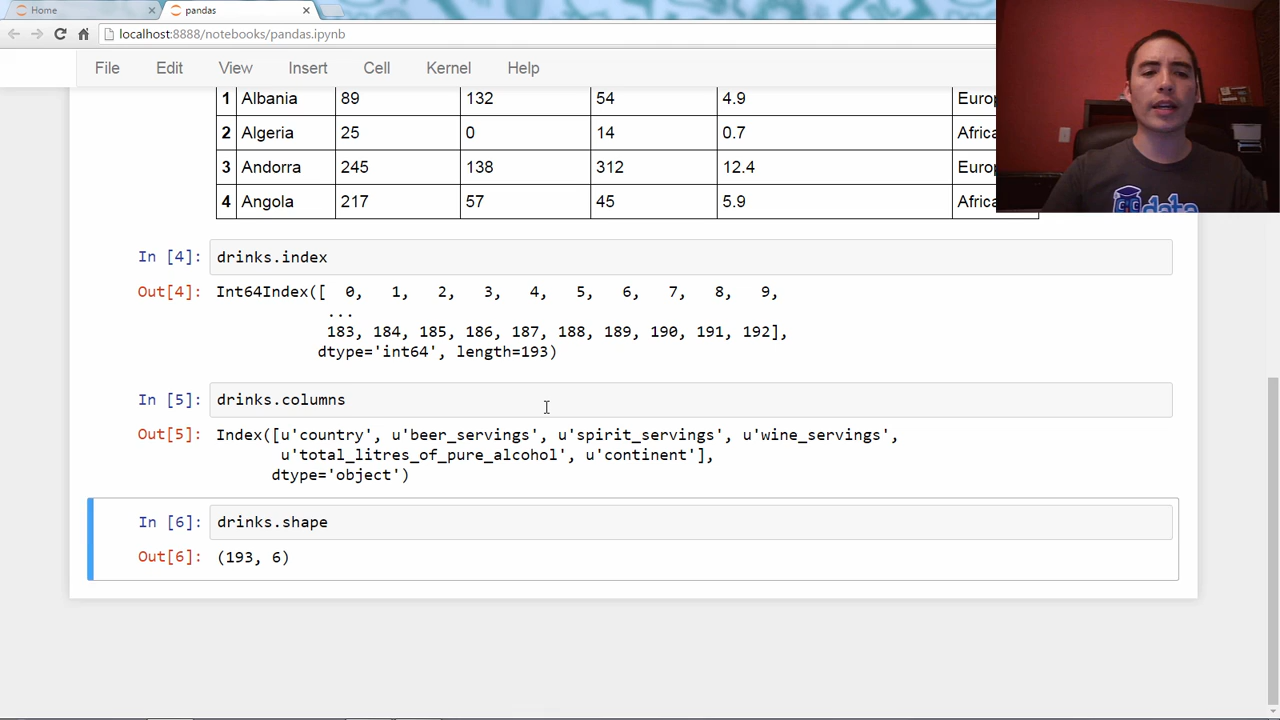 Home
pandas
localhost:8888/notebooks/pandas.ipynb
File Edit View Insert Cell Kernel Help
1 Albania 89 132 54 4.9
2 Algeria 25 0 14 0.7
3 Andorra 245 138 312 12.4
4 Angola 217 57 45 5.9
data
In [4]: drinks.index
Out[4]: Int64Index([ 0, 1, 2, 3, 4, 5, 6, 7, 8, 9,
...
183, 184, 185, 186, 187, 188, 189, 190, 191, 192],
dtype='int64', length=193)
In [5]: drinks.columns
Out[5]: Index([u'country', u'beer_servings', u'spirit_servings', u'wine_servings',
u'total_litres_of_pure_alcohol', u'continent'],
dtype='object')
In [6]: drinks.shape
Out[6]: (193, 6)